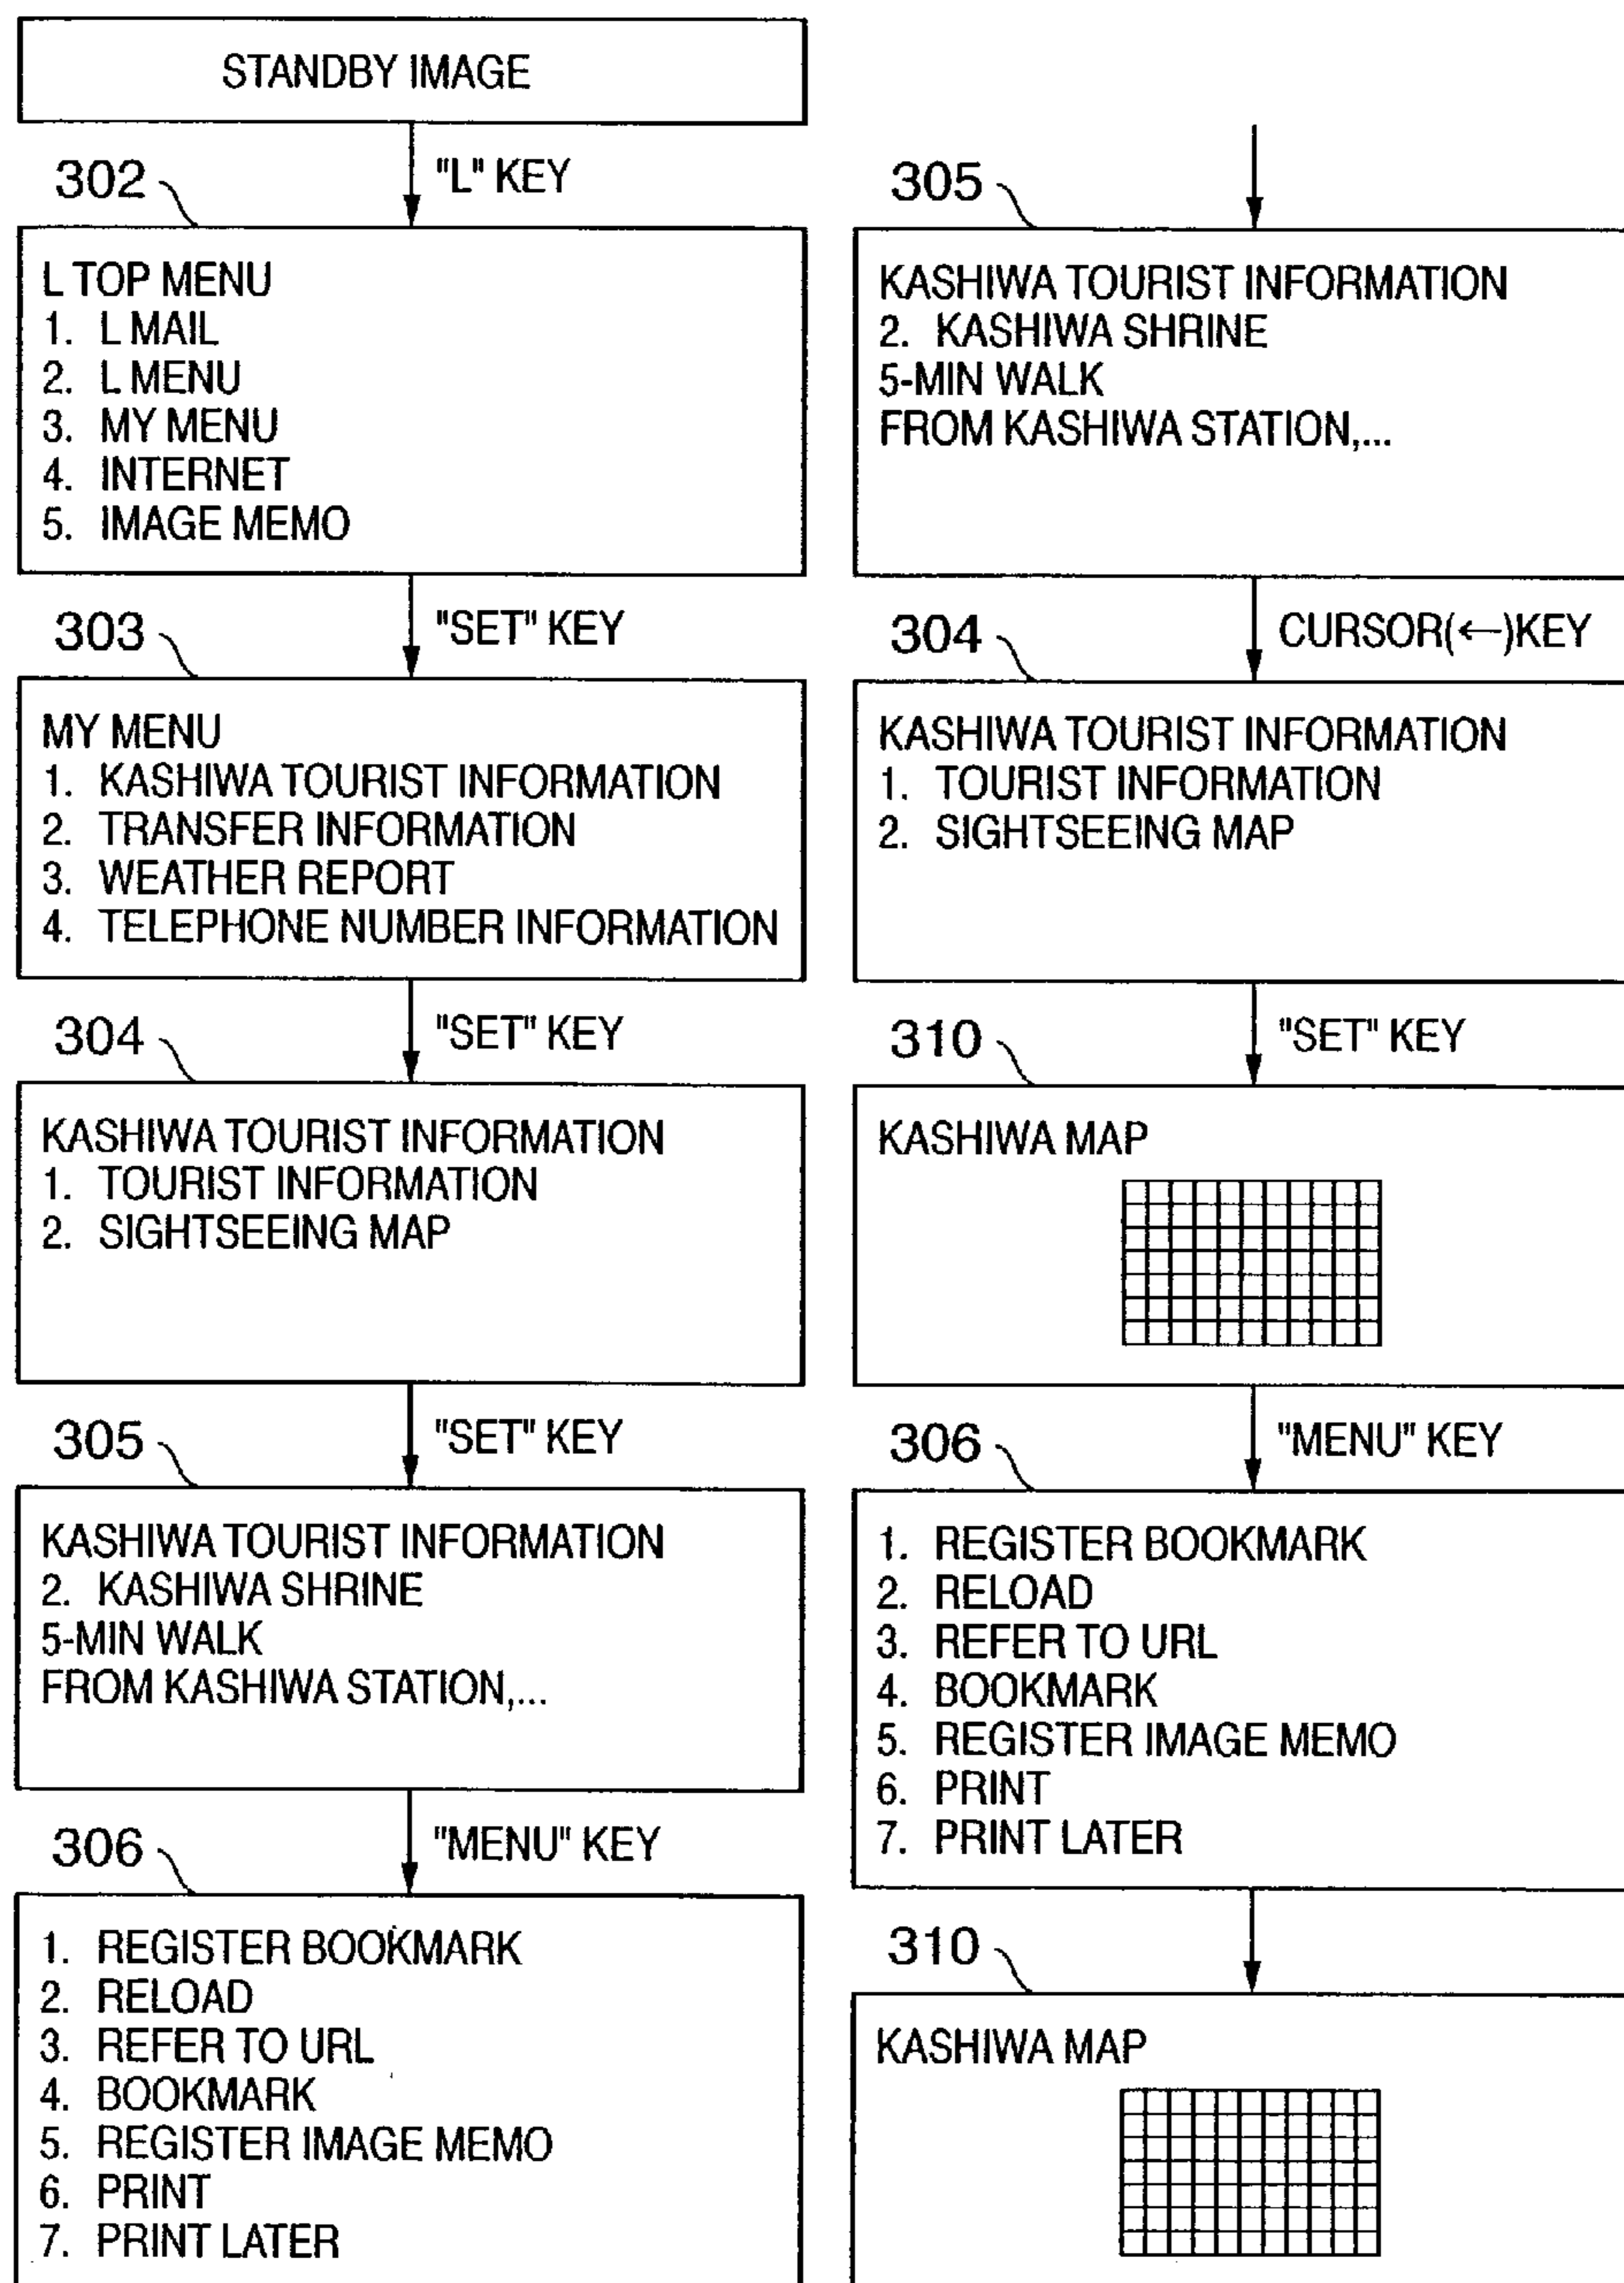 STANDBY IMAGE
"L" KEY
302
L TOP MENU
1. L MAIL
2. L MENU
3. MY MENU
4. INTERNET
5. IMAGE MEMO
"SET" KEY
303
MY MENU
1. KASHIWA TOURIST INFORMATION
2. TRANSFER INFORMATION
3. WEATHER REPORT
4. TELEPHONE NUMBER INFORMATION
"SET" KEY
304
KASHIWA TOURIST INFORMATION
1. TOURIST INFORMATION
2. SIGHTSEEING MAP
"SET" KEY
305
KASHIWA TOURIST INFORMATION
2. KASHIWA SHRINE
5-MIN WALK
FROM KASHIWA STATION,...
"MENU" KEY
306
1. REGISTER BOOKMARK
2. RELOAD
3. REFER TO URL
4. BOOKMARK
5. REGISTER IMAGE MEMO
6. PRINT
7. PRINT LATER
305
KASHIWA TOURIST INFORMATION
2. KASHIWA SHRINE
5-MIN WALK
FROM KASHIWA STATION,...
CURSOR(←)KEY
304
KASHIWA TOURIST INFORMATION
1. TOURIST INFORMATION
2. SIGHTSEEING MAP
"SET" KEY
310
KASHIWA MAP
"MENU" KEY
306
1. REGISTER BOOKMARK
2. RELOAD
3. REFER TO URL
4. BOOKMARK
5. REGISTER IMAGE MEMO
6. PRINT
7. PRINT LATER
310
KASHIWA MAP